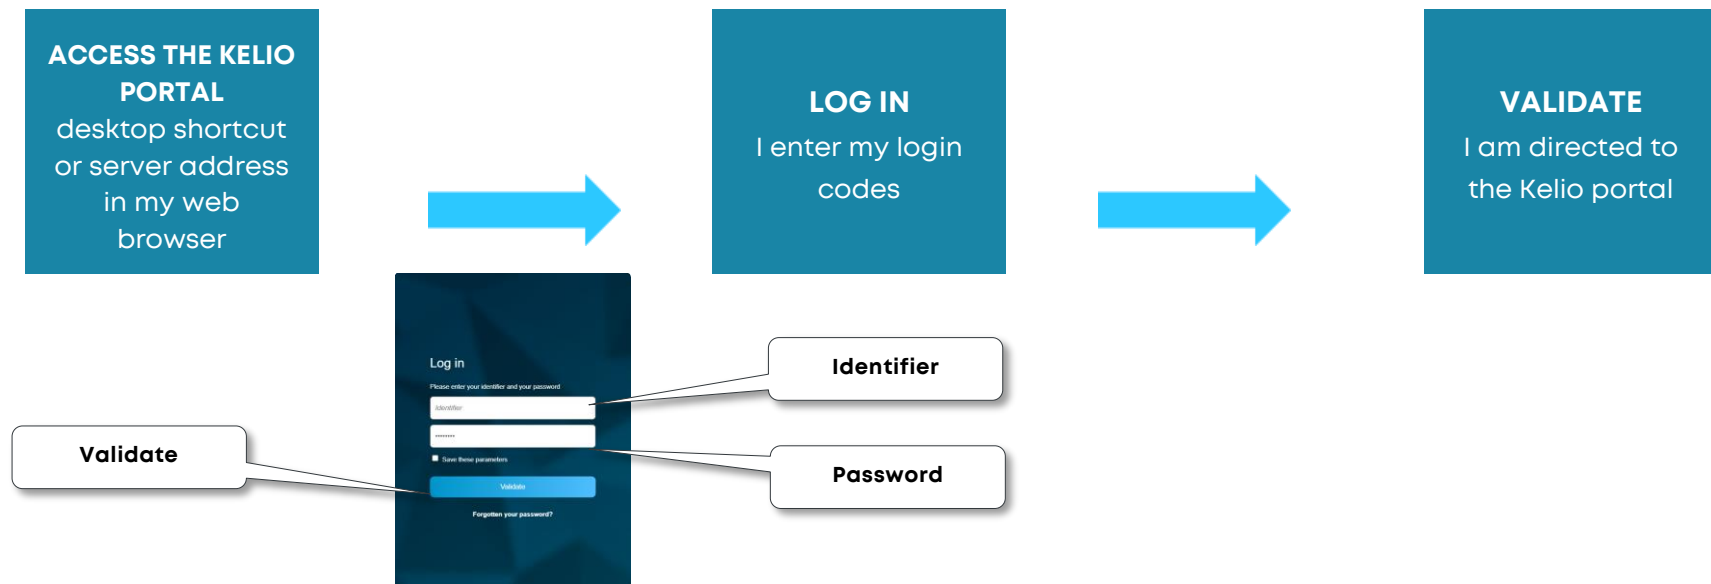 ACCESS THE KELIO
PORTAL
desktop shortcut
or server address
in my web
browser
LOG IN
I enter my login
codes
VALIDATE
I am directed to
the Kelio portal
Log in
Please enter your identifier and your password
Identifier
••••••••
Save these parameters
Validate
Forgotten your password?
Identifier
Password
Validate